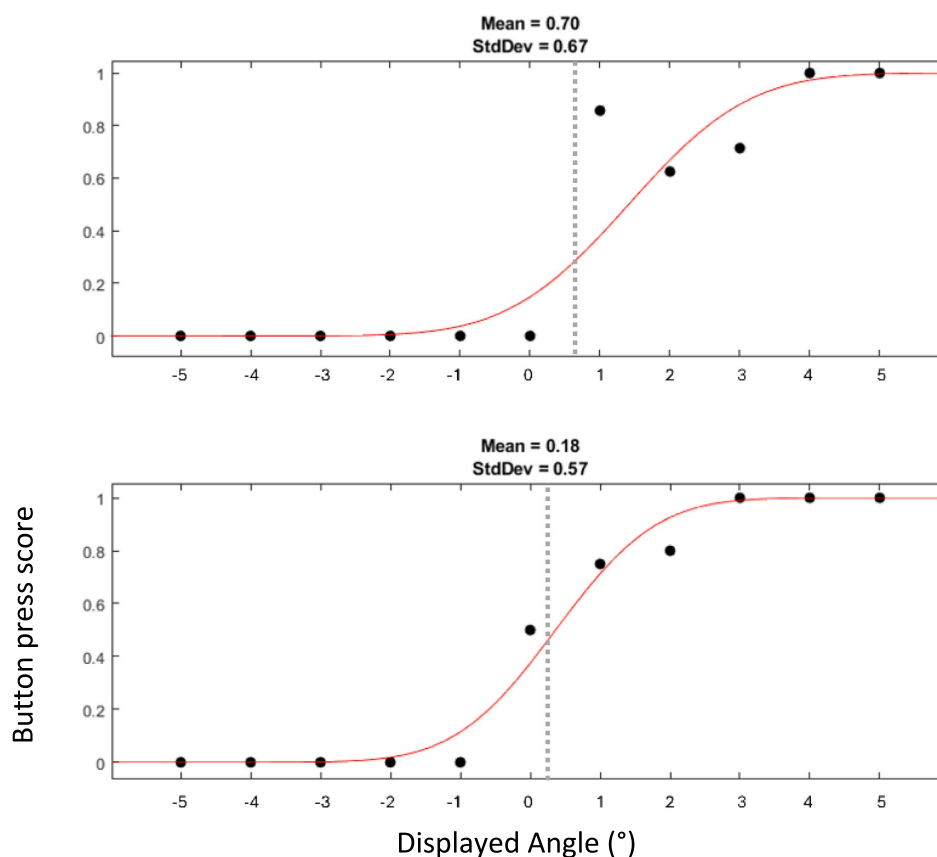 Mean = 0.70
StdDev = 0.67
1
0.8
0.6
0.4
0.2
0
-5 -4 -3 -2 -1 0 1 2 3 4 5
Mean = 0.18
StdDev = 0.57
1
0.8
0.6
0.4
0.2
0
-5 -4 -3 -2 -1 0 1 2 3 4 5
Button press score
Displayed Angle (°)